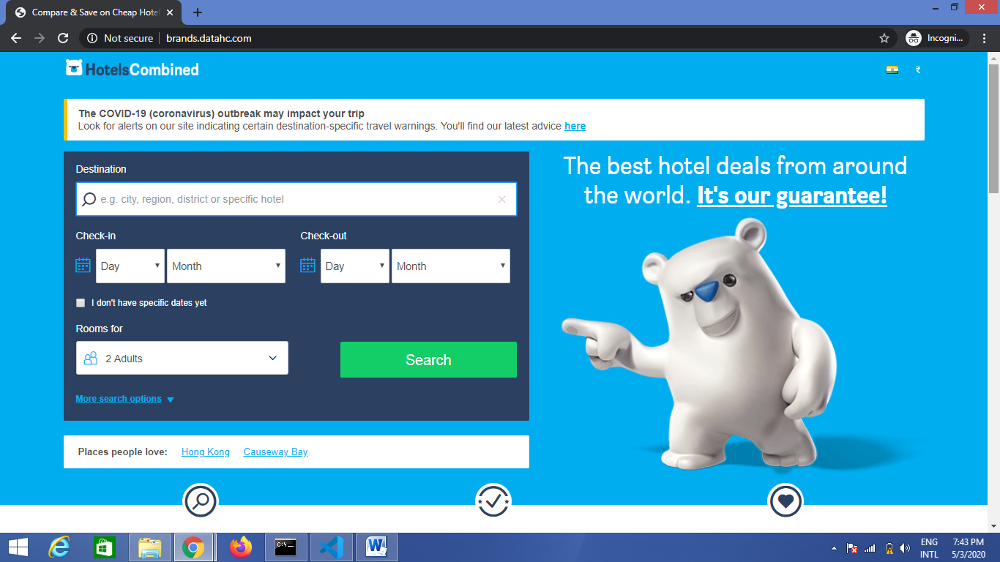 Compare & Save on Cheap Hotel
Not secure
brands.datahc.com
Incogni...
HotelsCombined
₹
The COVID-19 (coronavirus) outbreak may impact your trip
Look for alerts on our site indicating certain destination-specific travel warnings. You'll find our latest advice here
Destination
e.g. city, region, district or specific hotel
Check-in
Check-out
Day
Month
Day
Month
I don't have specific dates yet
Rooms for
2 Adults
Search
More search options
Places people love: Hong Kong Causeway Bay
The best hotel deals from around
the world. It's our guarantee!
C:\_
ENG
INTL
7:43 PM
5/3/2020